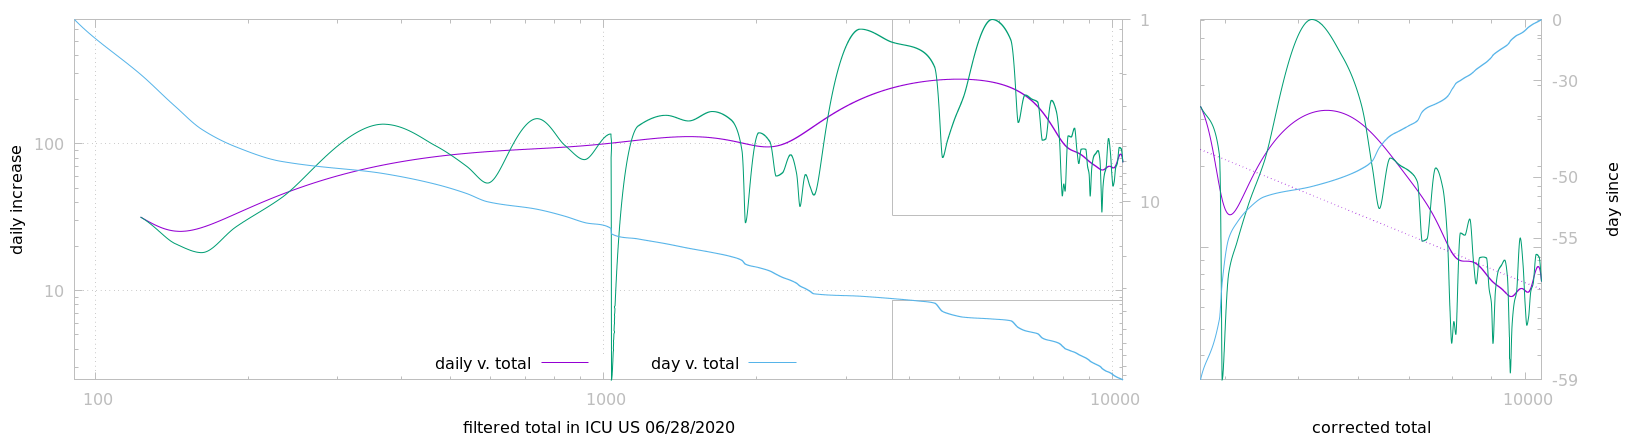 daily increase
100
10
1
10
daily v. total
day v. total
100
1000
10000
filtered total in ICU US 06/28/2020
0
-30
-50
-55
-59
day since
10000
corrected total